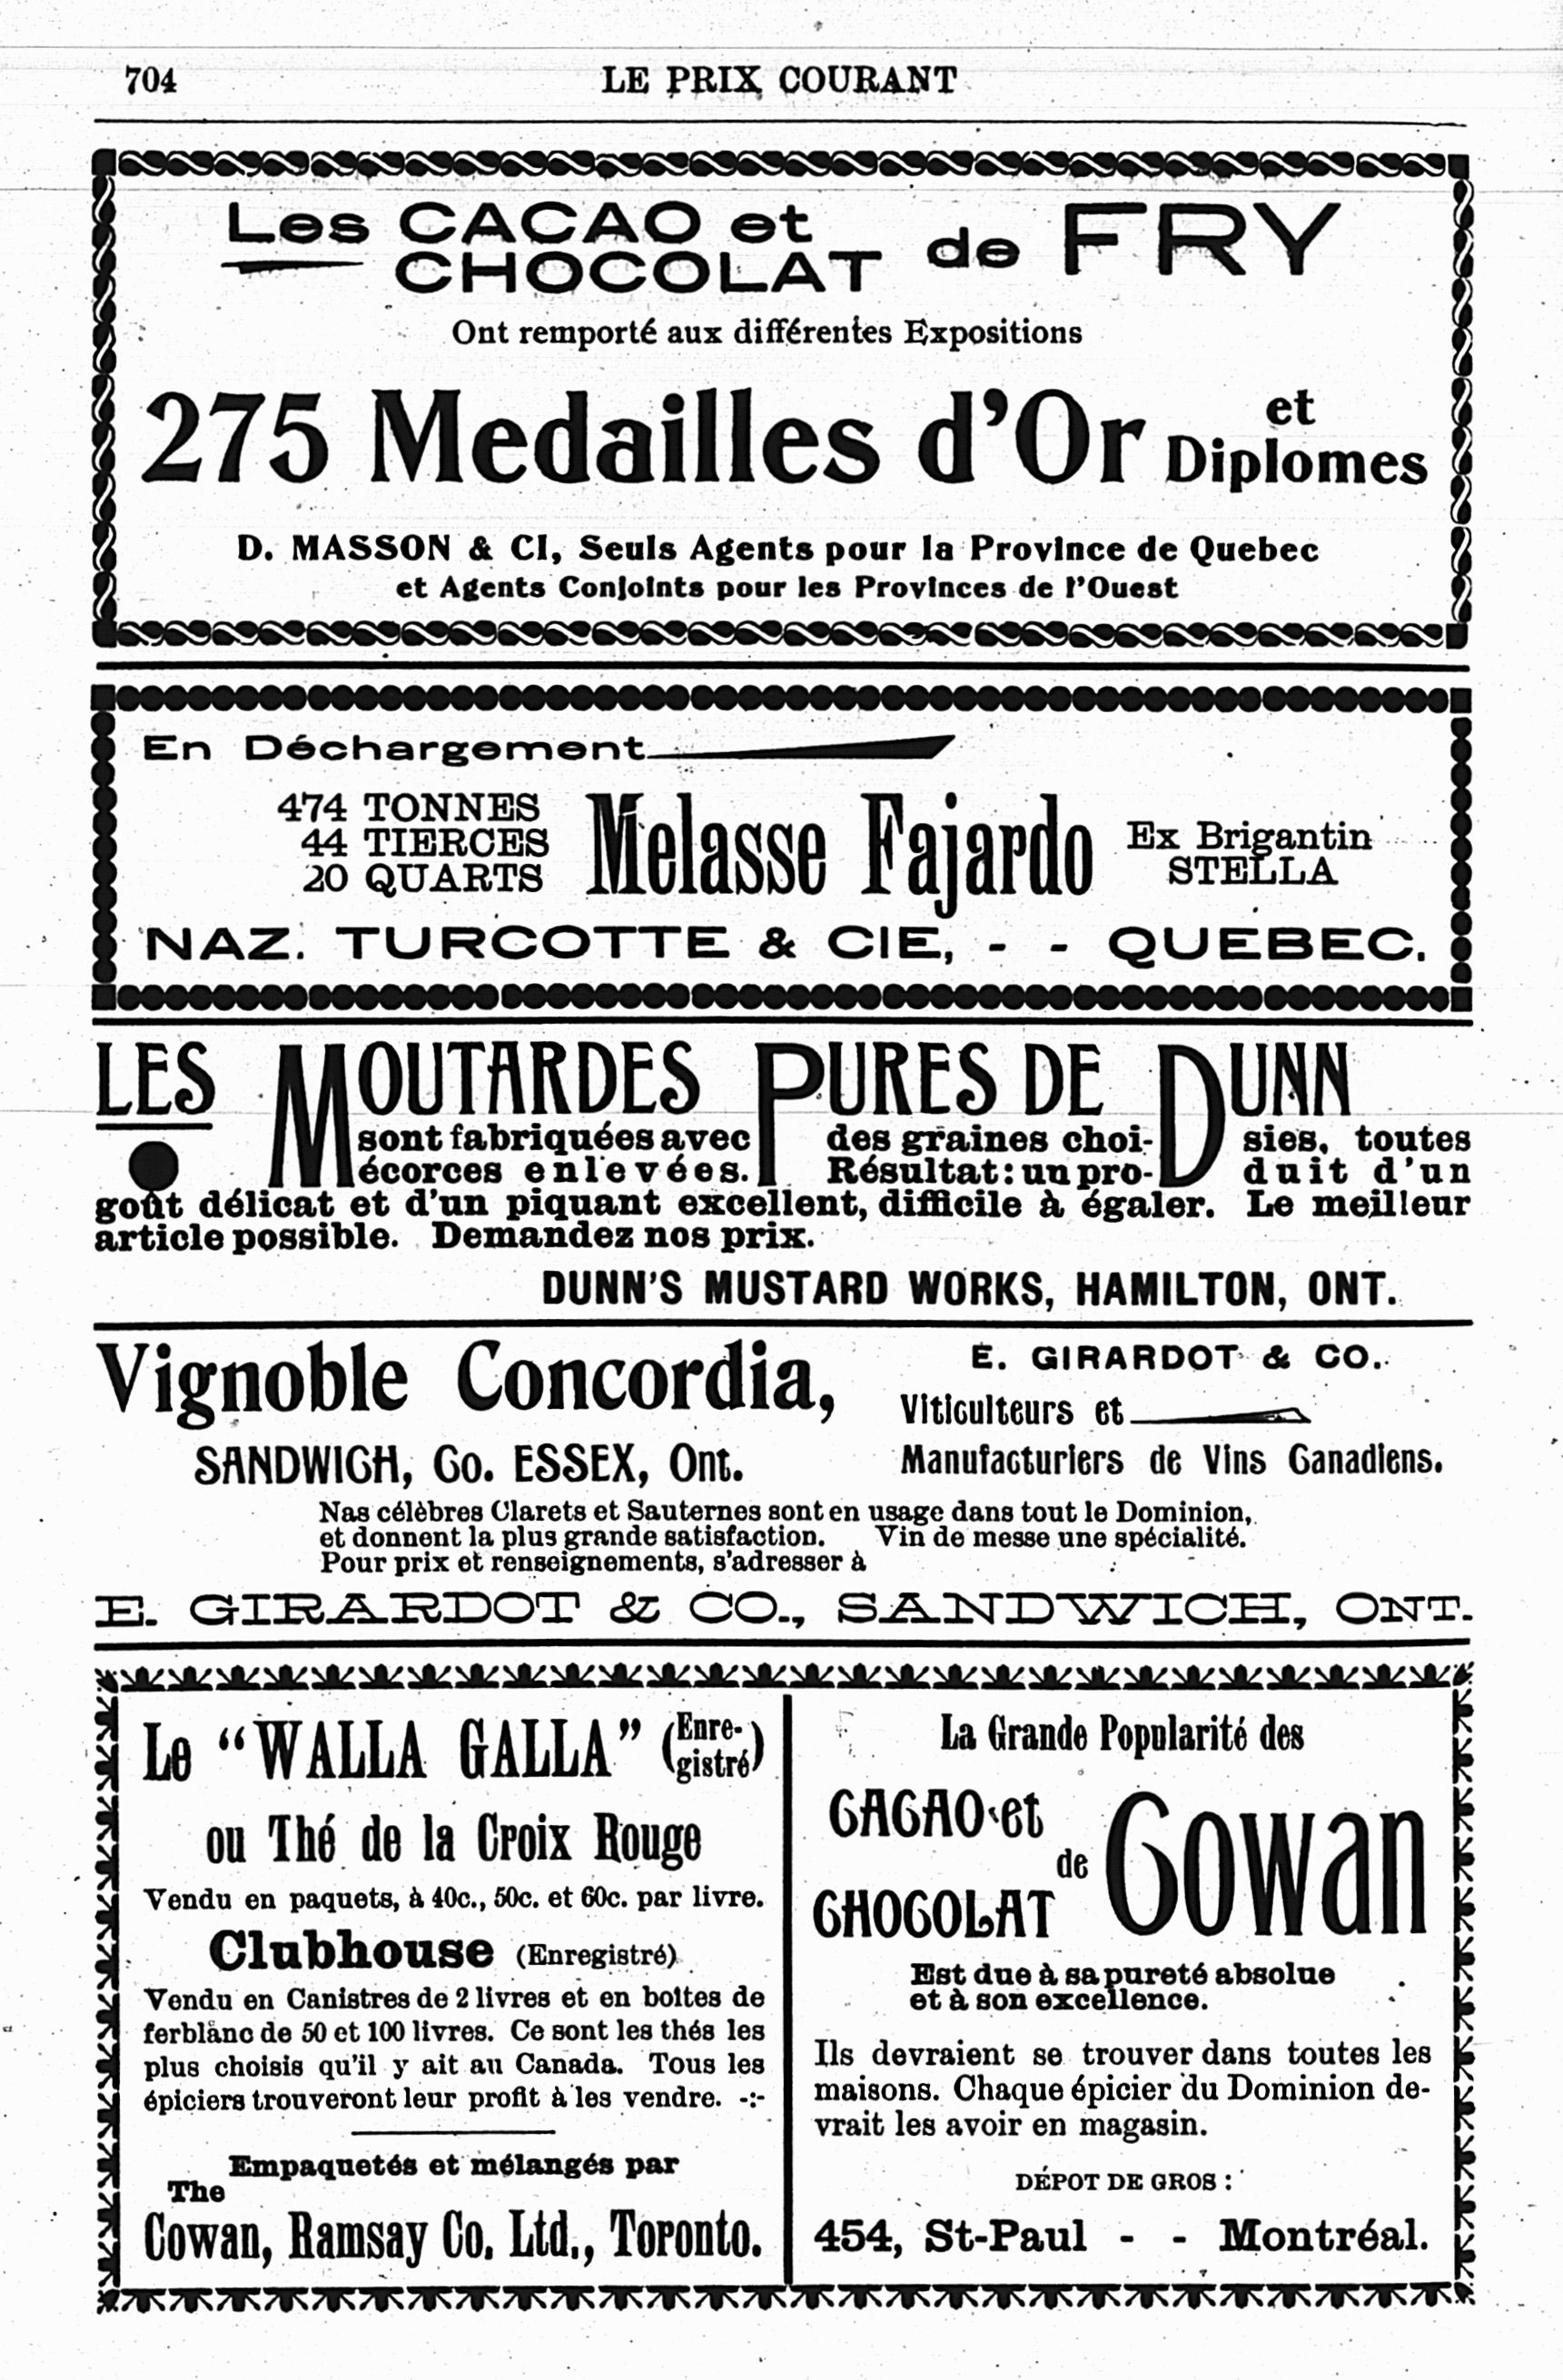 704
LE PRIX COURANT
Les CACAO et
CHOCOLAT
de FRY
Ont remporté aux différentes Expositions
275 Medailles d'Or et
Diplomes
D. MASSON & CI, Seuls Agents pour la Province de Quebec
et Agents Conjoints pour les Provinces de l'Ouest
En Déchargement
474 TONNES
44 TIERCES
20 QUARTS
Melasse Fajardo
Ex Brigantin
STELLA
NAZ. TURCOTTE & CIE, - - QUEBEC.
LES MOUTARDES PURES DE DUNN
sont fabriquées avec des graines choi- sies, toutes
écorces enlevées. Résultat: un pro- duit d'un
goût délicat et d'un piquant excellent, difficile à égaler. Le meilleur
article possible. Demandez nos prix.
DUNN'S MUSTARD WORKS, HAMILTON, ONT.
Vignoble Concordia,
SANDWICH, Co. ESSEX, Ont.
E. GIRARDOT & CO.
Viticulteurs et
Manufacturiers de Vins Canadiens.
Nas célèbres Clarets et Sauternes sont en usage dans tout le Dominion,
et donnent la plus grande satisfaction. Vin de messe une spécialité.
Pour prix et renseignements, s'adresser à
E. GIRARDOT & CO., SANDWICH, ONT.
Le "WALLA GALLA" (Enre-
gistré)
ou Thé de la Croix Rouge
Vendu en paquets, à 40c., 50c. et 60c. par livre.
Clubhouse (Enregistré)
Vendu en Canistres de 2 livres et en boîtes de
ferblanc de 50 et 100 livres. Ce sont les thés les
plus choisis qu'il y ait au Canada. Tous les
épiciers trouveront leur profit à les vendre. -:-
Empaquetés et mélangés par
The
Cowan, Ramsay Co. Ltd., Toronto.
La Grande Popularité des
CACAO et
CHOCOLAT
de Cowan
Est due à sa pureté absolue
et à son excellence.
Ils devraient se trouver dans toutes les
maisons. Chaque épicier du Dominion de-
vrait les avoir en magasin.
DÉPOT DE GROS :
454, St-Paul - - Montréal.